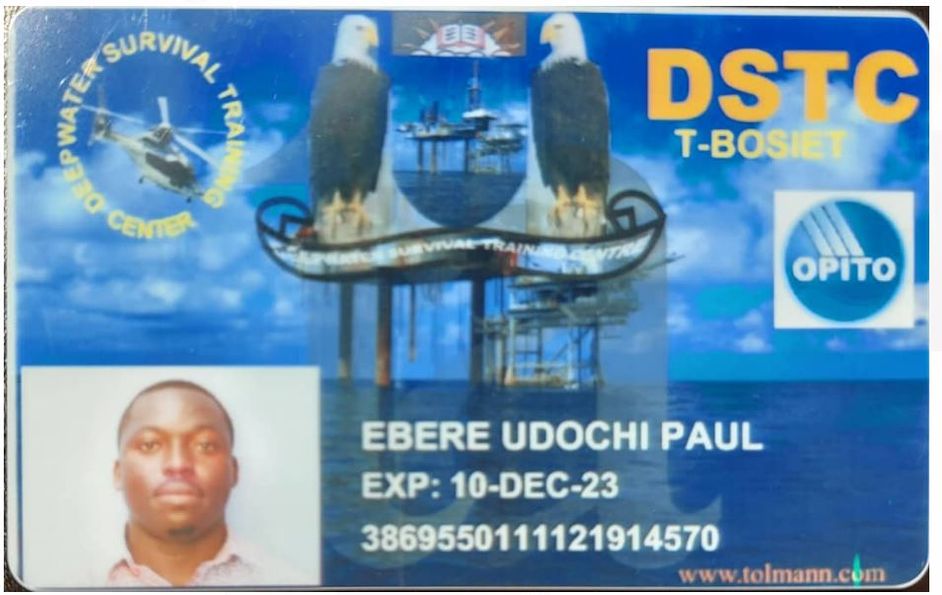 DEEPWATER SURVIVAL TRAINING CENTER
DSTC
T-BOSIET
WATER SURVIVAL TRAINING CENTRE
OPITO
EBERE UDOCHI PAUL
EXP: 10-DEC-23
3869550111121914570
www.tolmann.com